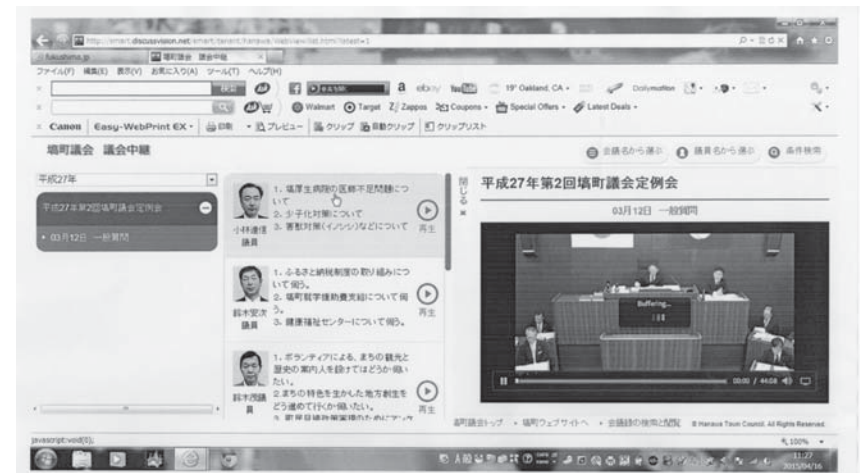 http://smart.discussvision.net/smart/tenant/hanawa/WebView/list.html?latest=1
fukushima.jp
塙町議会 議会中継
ファイル(F) 編集(E) 表示(V) お気に入り(A) ツール(T) ヘルプ(H)
検索
a ebay You 19° Oakland, CA Dailymotion
Walmart Target Zappos Coupons Special Offers Latest Deals
Canon Easy-WebPrint EX 印刷 プレビュー クリップ 自動クリップ クリップリスト
塙町議会 議会中継
会議名から選ぶ 議員名から選ぶ 条件検索
平成27年
平成27年第2回塙町議会定例会
03月12日 一般質問
小林達信
議員
1. 塙厚生病院の医師不足問題につ
いて
2. 少子化対策について
3. 害獣対策(イノシシ)などについて
再生
鈴木安次
議員
1. ふるさと納税制度の取り組みにつ
いて伺う。
2. 塙町就学援助費支給について伺
う。
3. 健康福祉センターについて伺う。
再生
鈴木茂議
員
1. ボランティアによる、まちの観光と
歴史の案内人を設けてはどうか伺い
たい。
2. まちの特色を生かした地方創生を
どう進めて行くか伺いたい。
再生
閉じる
平成27年第2回塙町議会定例会
03月12日 一般質問
Buffering...
00:00 / 44:08
塙町議会トップ 塙町ウェブサイトへ 会議録の検索と閲覧 © Hanawa Town Council, All Rights Reserved.
javascript:void(0);
100%
11:27
2015/04/16